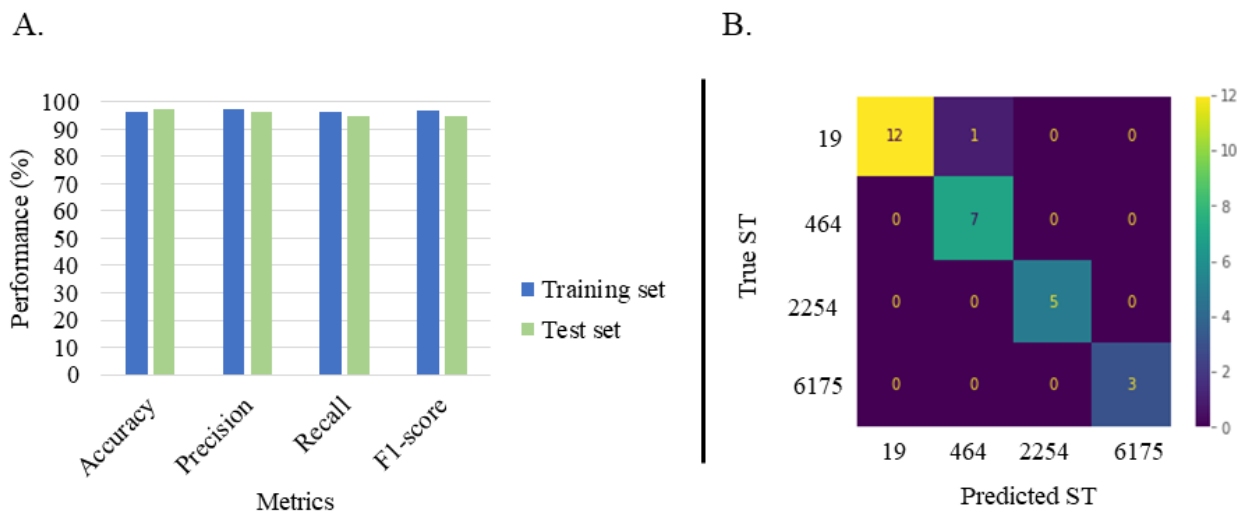 A.
100
90
80
70
60
50
40
30
20
10
0
Performance (%)
Accuracy
Precision
Recall
F1-score
Metrics
Training set
Test set
B.
True ST
19
464
2254
6175
12 1 0 0
0 7 0 0
0 0 5 0
0 0 0 3
19 464 2254 6175
Predicted ST
12
10
8
6
4
2
0